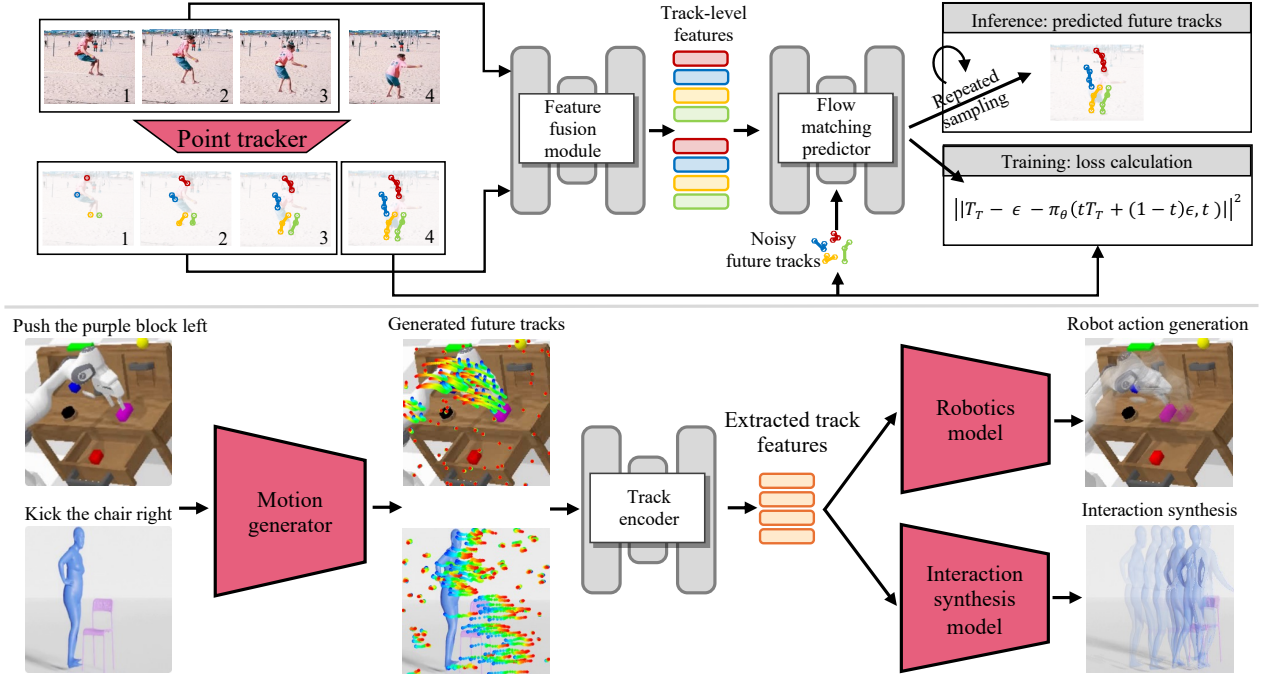 1
2
3
4
Point tracker
1
2
3
4
Feature
fusion
module
Track-level
features
Flow
matching
predictor
Noisy
future tracks
Repeated
sampling
Inference: predicted future tracks
Training: loss calculation
||T_T − ϵ − π_θ(tT_T + (1 − t)ϵ, t)||²
Push the purple block left
Kick the chair right
Motion
generator
Generated future tracks
Track
encoder
Extracted track
features
Robotics
model
Interaction
synthesis
model
Robot action generation
Interaction synthesis